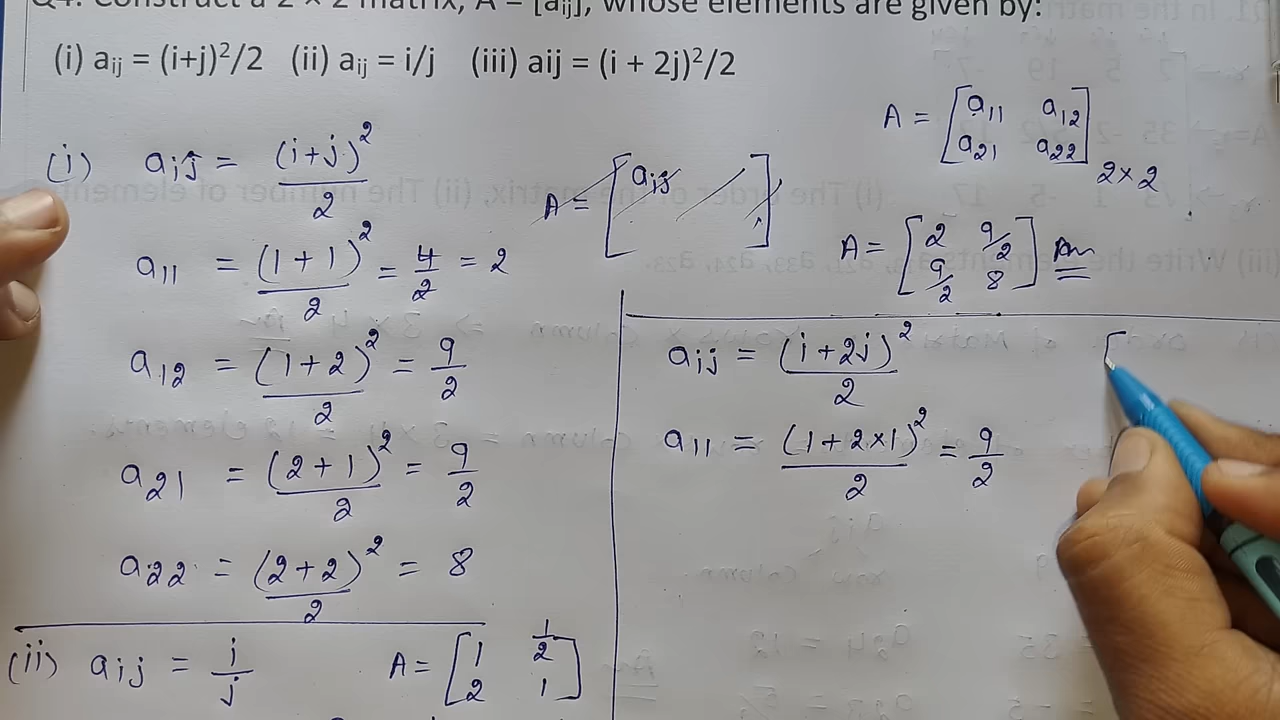 Q4. Construct a 2 × 2 matrix, A = [aij], whose elements are given by:
(i) aij = (i+j)²/2 (ii) aij = i/j (iii) aij = (i + 2j)²/2
(i) aij = (i+j)²/2
a11 = (1+1)²/2 = 4/2 = 2
a12 = (1+2)²/2 = 9/2
a21 = (2+1)²/2 = 9/2
a22 = (2+2)²/2 = 8
(ii) aij = i/j A = [1 1/2
2 1]
A = [aij ]
A = [a11 a12
a21 a22] 2×2
A = [2 9/2
9/2 8] Ans
aij = (i+2j)²/2
a11 = (1+2×1)²/2 = 9/2
[